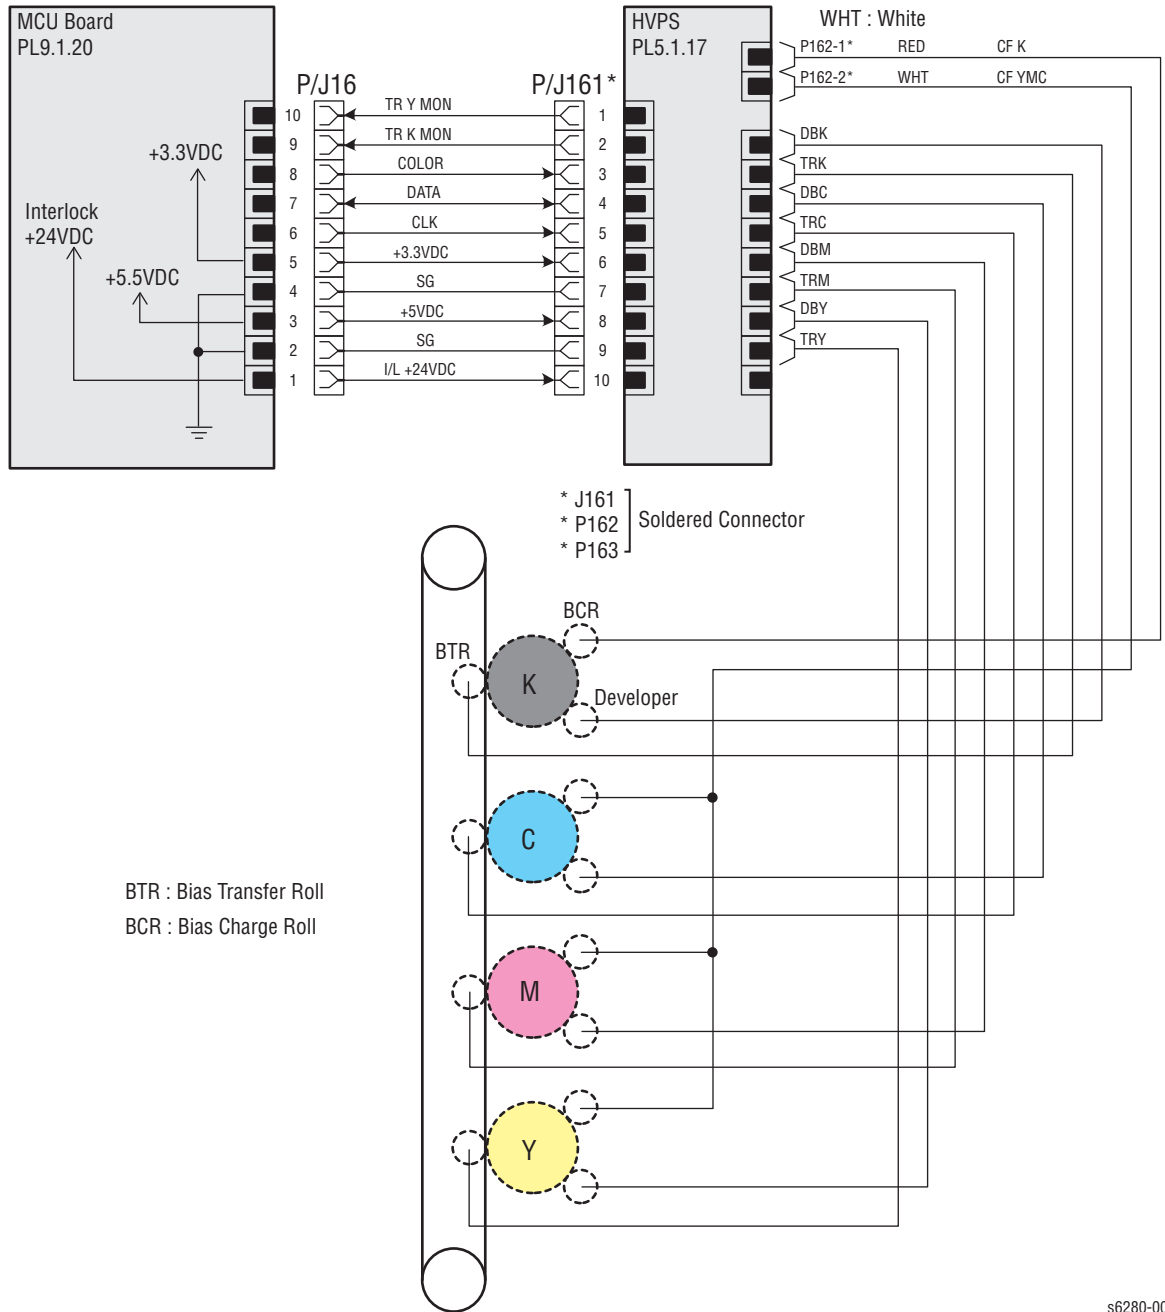 MCU Board
PL9.1.20
HVPS
PL5.1.17
WHT : White
P162-1* RED CF K
P162-2* WHT CF YMC
P/J16
P/J161*
10 TR Y MON 1
9 TR K MON 2
8 COLOR 3
7 DATA 4
6 CLK 5
5 +3.3VDC 6
4 SG 7
3 +5VDC 8
2 SG 9
1 I/L +24VDC 10
+3.3VDC
Interlock
+24VDC
+5.5VDC
DBK
TRK
DBC
TRC
DBM
TRM
DBY
TRY
* J161
* P162
* P163
Soldered Connector
BCR
BTR
K
Developer
C
BTR : Bias Transfer Roll
BCR : Bias Charge Roll
M
Y